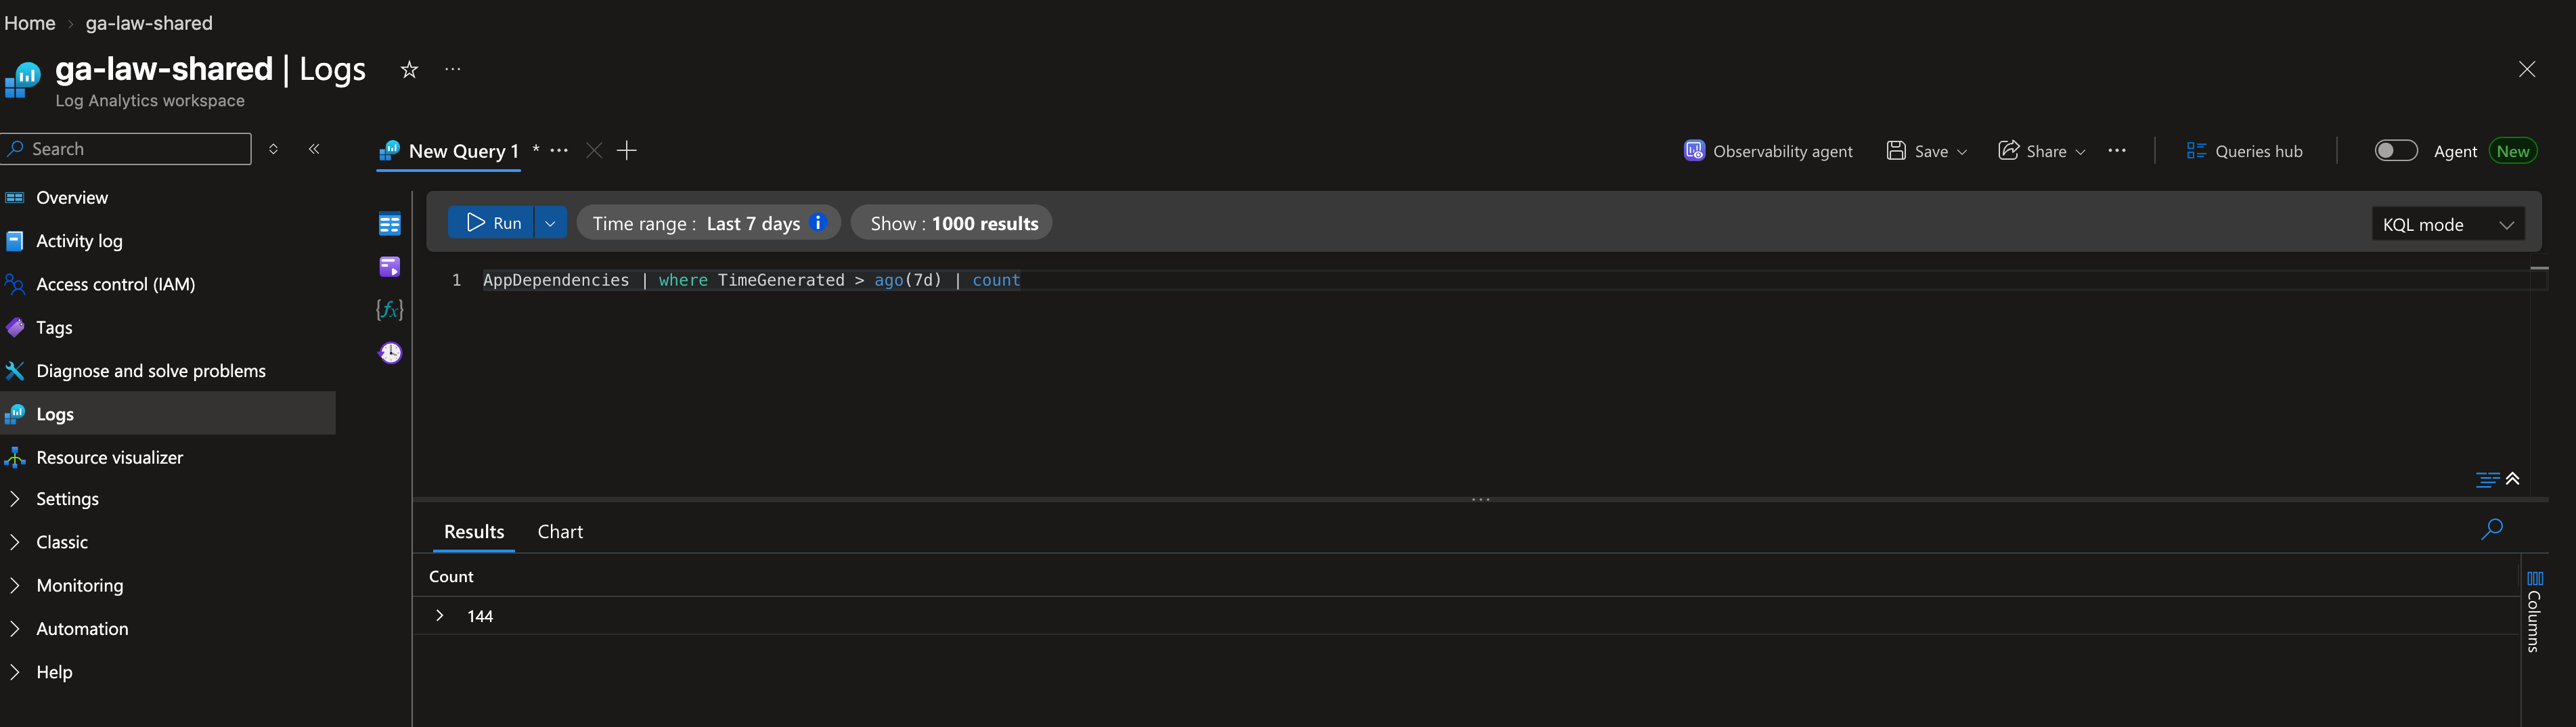 Home > ga-law-shared
ga-law-shared | Logs
Log Analytics workspace
Search
Overview
Activity log
Access control (IAM)
Tags
Diagnose and solve problems
Logs
Resource visualizer
Settings
Classic
Monitoring
Automation
Help
New Query 1 * ···
Observability agent
Save
Share
···
Queries hub
Agent New
Run
Time range : Last 7 days
Show : 1000 results
KQL mode
{fx}
1 AppDependencies | where TimeGenerated > ago(7d) | count
Results Chart
Count
144
Columns